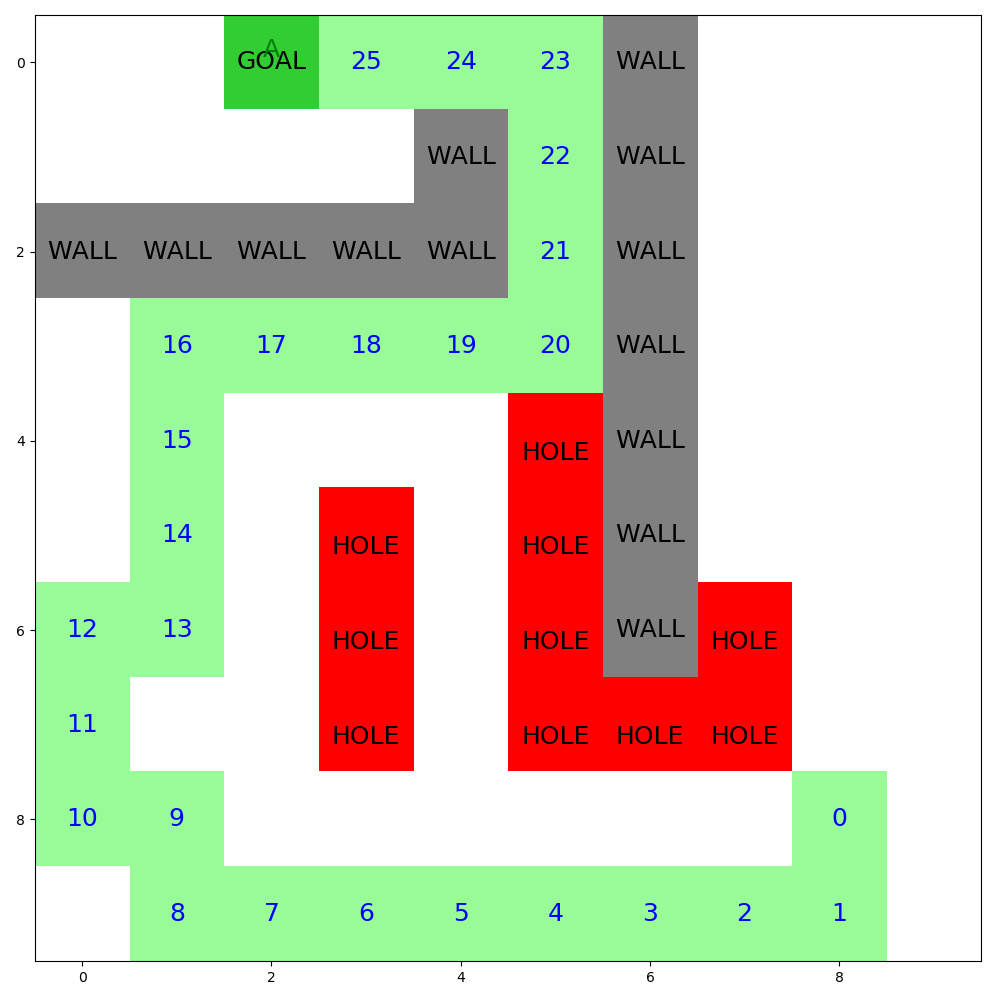 A
0 GOAL 25 24 23 WALL
WALL 22 WALL
2 WALL WALL WALL WALL WALL 21 WALL
16 17 18 19 20 WALL
4 15 HOLE WALL
14 HOLE HOLE WALL
6 12 13 HOLE HOLE WALL HOLE
11 HOLE HOLE HOLE HOLE
8 10 9 0
8 7 6 5 4 3 2 1
0 2 4 6 8